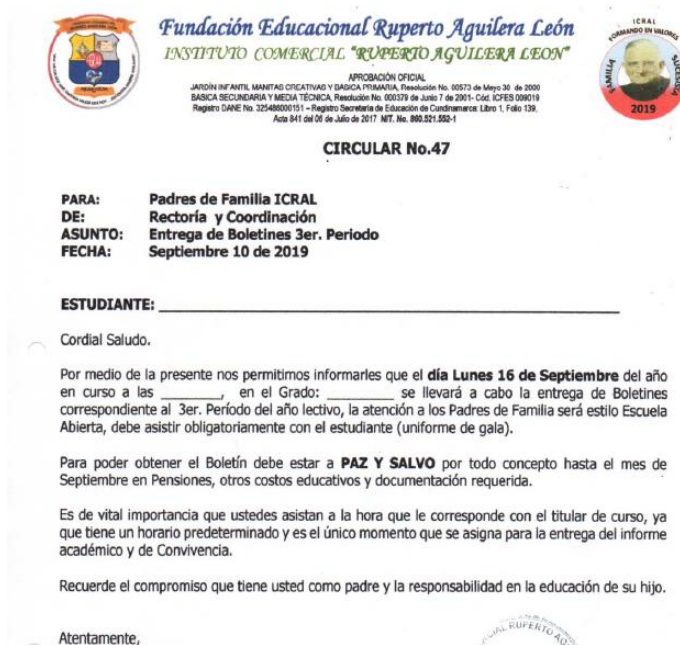 Fundación Educacional Ruperto Aguilera León
INSTITUTO COMERCIAL "RUPERTO AGUILERA LEON"
APROBACIÓN OFICIAL
JARDÍN INFANTIL MANITAS CREATIVAS Y BASICA PRIMARIA, Resolución No. 00573 de Mayo 30 de 2000
BÁSICA SECUNDARIA Y MEDIA TÉCNICA, Resolución No. 000379 de Junio 7 de 2001- Cód. ICFES 009019
Registro DANE No. 325486000151 – Registro Secretaría de Educación de Cundinamarca: Libro 1, Folio 139,
Acta 841 del 06 de Julio de 2017 NIT. No. 860.521.552-1
ICRAL
FORMANDO EN VALORES
FAMILIA
2019
CIRCULAR No.47
PARA: Padres de Familia ICRAL
DE: Rectoría y Coordinación
ASUNTO: Entrega de Boletines 3er. Periodo
FECHA: Septiembre 10 de 2019
ESTUDIANTE:
Cordial Saludo.
Por medio de la presente nos permitimos informarles que el día Lunes 16 de Septiembre del año
en curso a las ________, en el Grado: ________ se llevará a cabo la entrega de Boletines
correspondiente al 3er. Período del año lectivo, la atención a los Padres de Familia será estilo Escuela
Abierta, debe asistir obligatoriamente con el estudiante (uniforme de gala).
Para poder obtener el Boletín debe estar a PAZ Y SALVO por todo concepto hasta el mes de
Septiembre en Pensiones, otros costos educativos y documentación requerida.
Es de vital importancia que ustedes asistan a la hora que le corresponde con el titular de curso, ya
que tiene un horario predeterminado y es el único momento que se asigna para la entrega del informe
académico y de Convivencia.
Recuerde el compromiso que tiene usted como padre y la responsabilidad en la educación de su hijo.
Atentamente,
RUPERTO